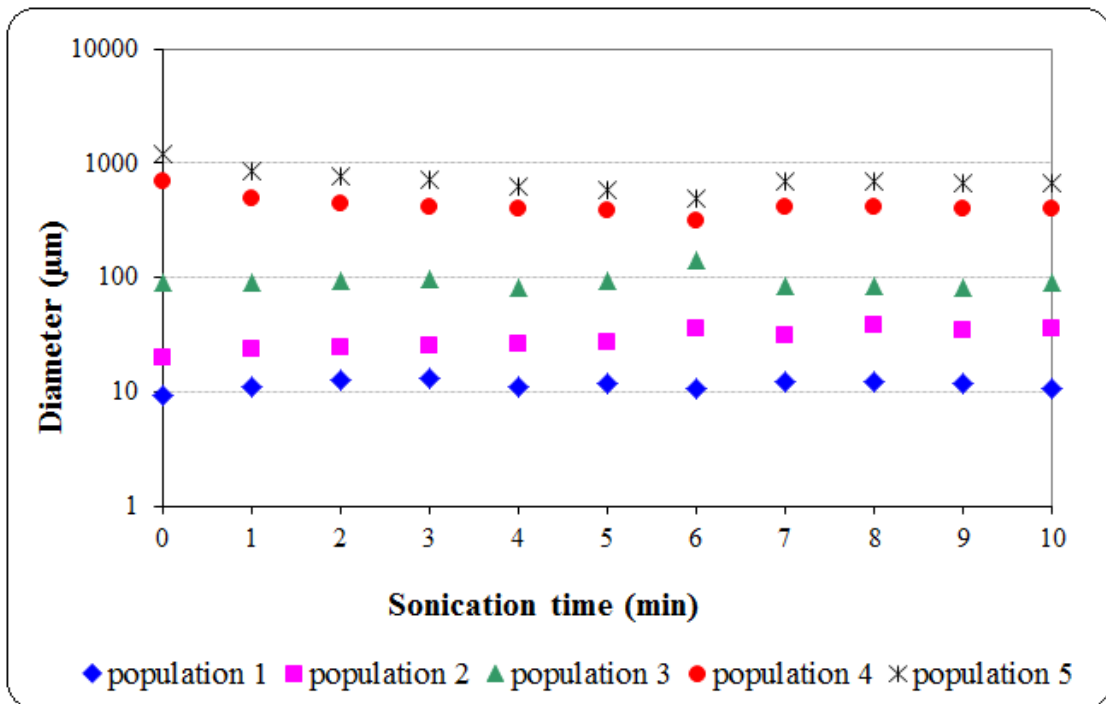 10000
1000
100
10
1
Diameter (µm)
0 1 2 3 4 5 6 7 8 9 10
Sonication time (min)
population 1 population 2 population 3 population 4 population 5